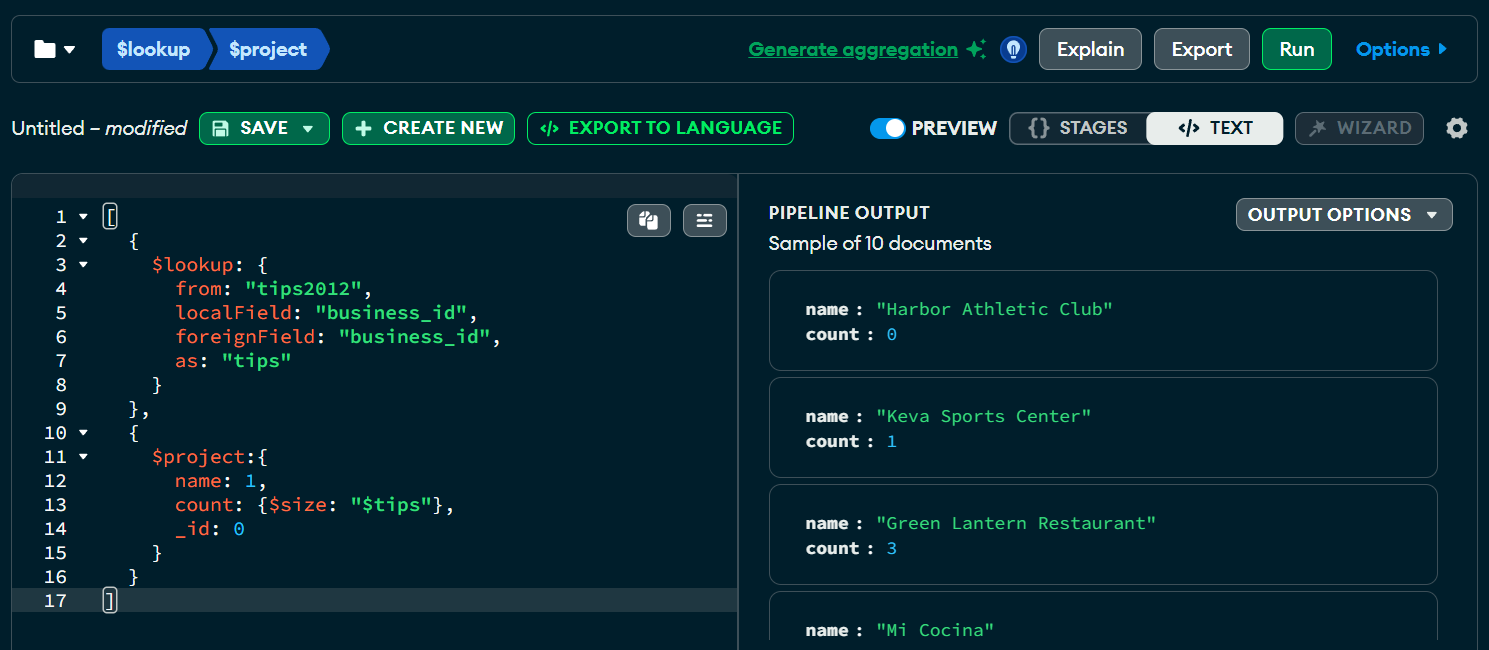 $lookup $project Generate aggregation Explain Export Run Options
Untitled – modified SAVE CREATE NEW </> EXPORT TO LANGUAGE PREVIEW {} STAGES </> TEXT WIZARD
1 [
2 {
3 $lookup: {
4 from: "tips2012",
5 localField: "business_id",
6 foreignField: "business_id",
7 as: "tips"
8 }
9 },
10 {
11 $project:{
12 name: 1,
13 count: {$size: "$tips"},
14 _id: 0
15 }
16 }
17 ]
PIPELINE OUTPUT
Sample of 10 documents
OUTPUT OPTIONS
name : "Harbor Athletic Club"
count : 0
name : "Keva Sports Center"
count : 1
name : "Green Lantern Restaurant"
count : 3
name : "Mi Cocina"